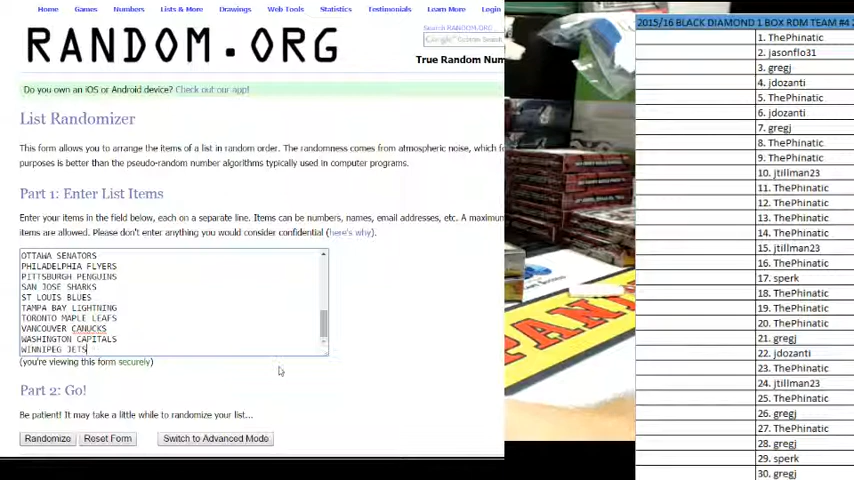 Home Games Numbers Lists & More Drawings Web Tools Statistics Testimonials Learn More Login
Search RANDOM.ORG
RANDOM.ORG
True Random Num
Do you own an iOS or Android device? Check out our app!
List Randomizer
This form allows you to arrange the items of a list in random order. The randomness comes from atmospheric noise, which f
purposes is better than the pseudo-random number algorithms typically used in computer programs.
Part 1: Enter List Items
Enter your items in the field below, each on a separate line. Items can be numbers, names, email addresses, etc. A maximu
items are allowed. Please don't enter anything you would consider confidential (here's why).
OTTAWA SENATORS
PHILADELPHIA FLYERS
PITTSBURGH PENGUINS
SAN JOSE SHARKS
ST LOUIS BLUES
TAMPA BAY LIGHTNING
TORONTO MAPLE LEAFS
VANCOUVER CANUCKS
WASHINGTON CAPITALS
WINNIPEG JETS
(you're viewing this form securely)
Part 2: Go!
Be patient! It may take a little while to randomize your list...
Randomize Reset Form Switch to Advanced Mode
PANI
2015/16 BLACK DIAMOND 1 BOX RDM TEAM #4 2
1. ThePhinatic
2. jasonflo31
3. gregj
4. jdozanti
5. ThePhinatic
6. jdozanti
7. gregj
8. ThePhinatic
9. ThePhinatic
10. jtillman23
11. ThePhinatic
12. ThePhinatic
13. ThePhinatic
14. ThePhinatic
15. jtillman23
16. ThePhinatic
17. sperk
18. ThePhinatic
19. ThePhinatic
20. ThePhinatic
21. gregj
22. jdozanti
23. ThePhinatic
24. jtillman23
25. ThePhinatic
26. gregj
27. ThePhinatic
28. gregj
29. sperk
30. gregj